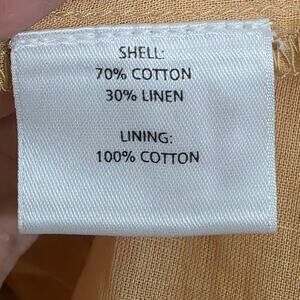 SHELL:
70% COTTON
30% LINEN
LINING:
100% COTTON